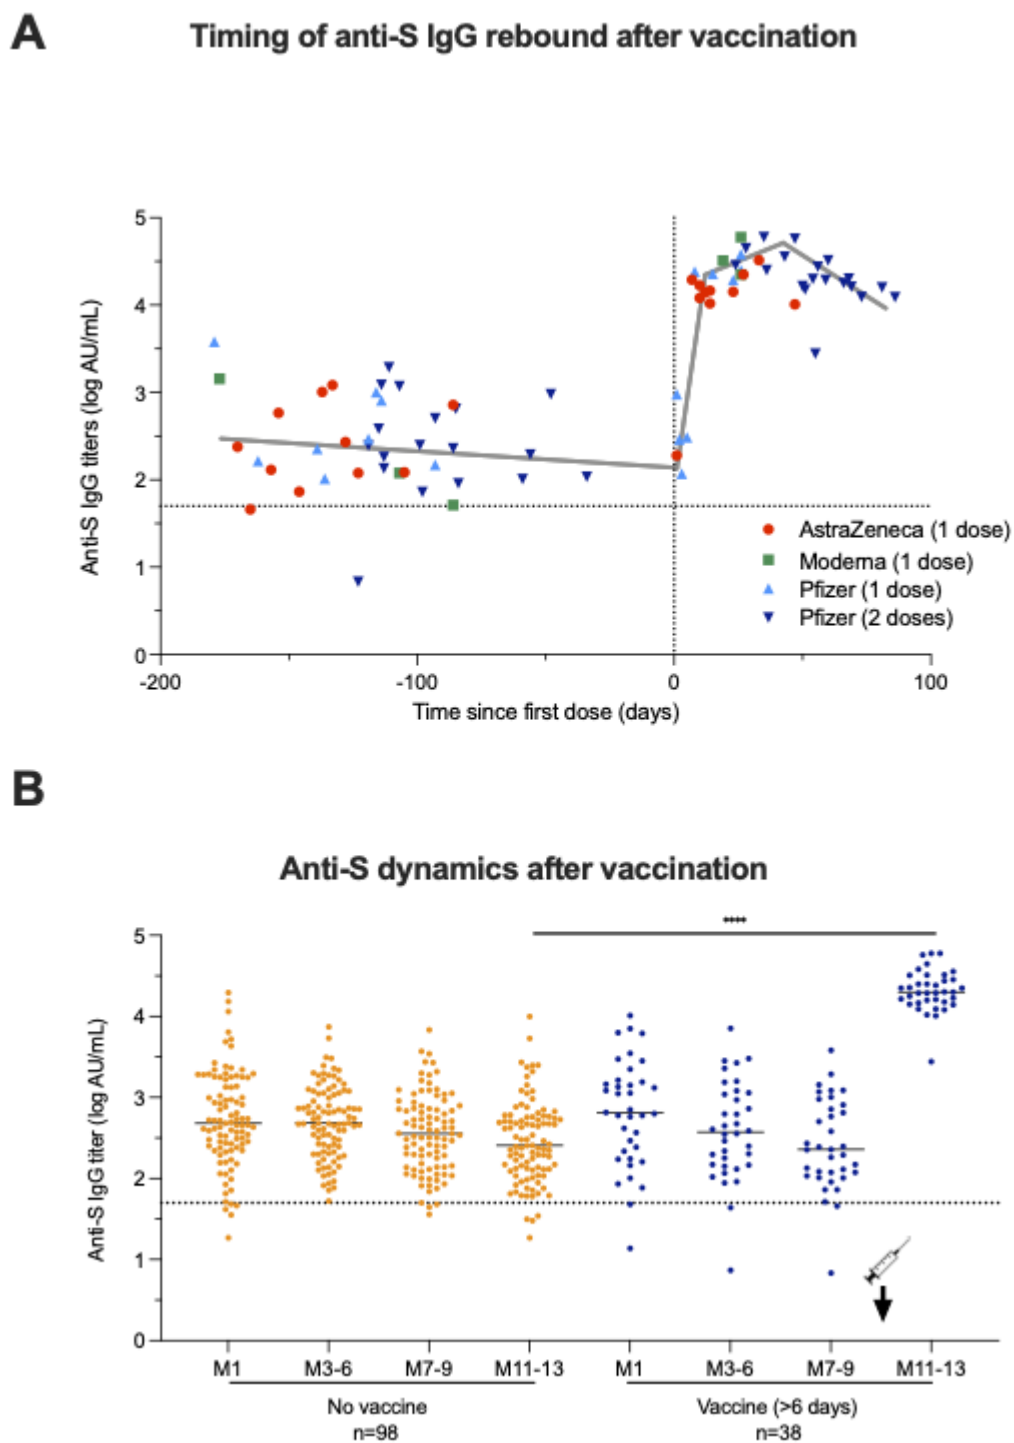 A
Timing of anti-S IgG rebound after vaccination
Anti-S IgG titers (log AU/mL)
5
4
3
2
1
0
-200
-100
0
100
Time since first dose (days)
AstraZeneca (1 dose)
Moderna (1 dose)
Pfizer (1 dose)
Pfizer (2 doses)
B
Anti-S dynamics after vaccination
Anti-S IgG titer (log AU/mL)
****
5
4
3
2
1
0
M1
M3-6
M7-9
M11-13
M1
M3-6
M7-9
M11-13
No vaccine
n=98
Vaccine (>6 days)
n=38